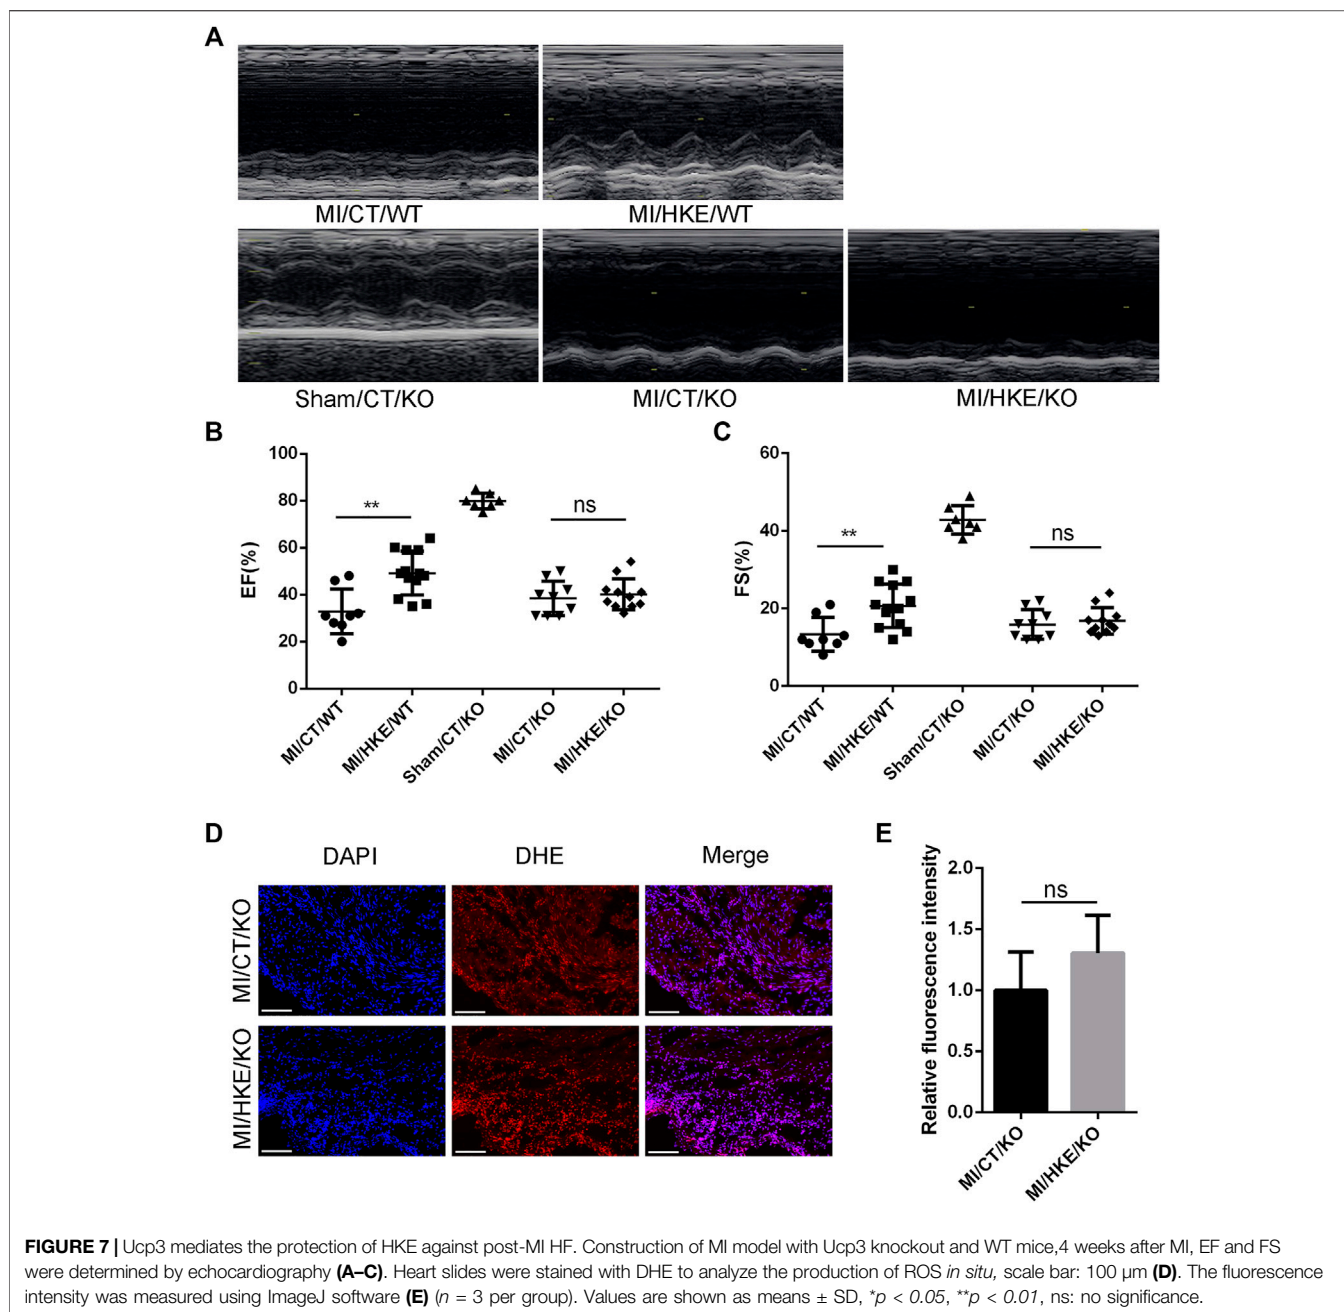 A
MI/CT/WT
MI/HKE/WT
Sham/CT/KO
MI/CT/KO
MI/HKE/KO
B
EF(%)
100
80
60
40
20
0
**
ns
MI/CT/WT
MI/HKE/WT
Sham/CT/KO
MI/CT/KO
MI/HKE/KO
C
FS(%)
60
40
20
0
**
ns
MI/CT/WT
MI/HKE/WT
Sham/CT/KO
MI/CT/KO
MI/HKE/KO
D
DAPI
DHE
Merge
MI/CT/KO
MI/HKE/KO
E
Relative fluorescence intensity
2.0
1.5
1.0
0.5
0.0
ns
MI/CT/KO
MI/HKE/KO
FIGURE 7 | Ucp3 mediates the protection of HKE against post-MI HF. Construction of MI model with Ucp3 knockout and WT mice,4 weeks after MI, EF and FS
were determined by echocardiography (A–C). Heart slides were stained with DHE to analyze the production of ROS in situ, scale bar: 100 µm (D). The fluorescence
intensity was measured using ImageJ software (E) (n = 3 per group). Values are shown as means ± SD, *p < 0.05, **p < 0.01, ns: no significance.